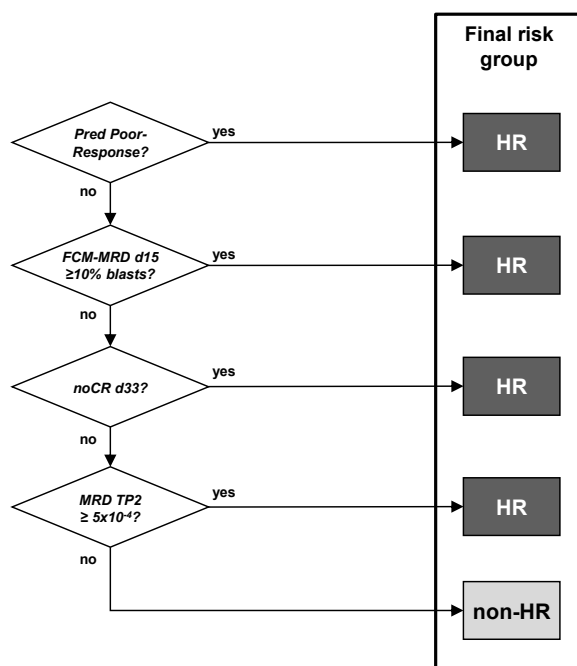 Final risk
group
Pred Poor-
Response?
yes
HR
no
FCM-MRD d15
≥10% blasts?
yes
HR
no
noCR d33?
yes
HR
no
MRD TP2
≥ 5x10⁻⁴?
yes
HR
no
non-HR